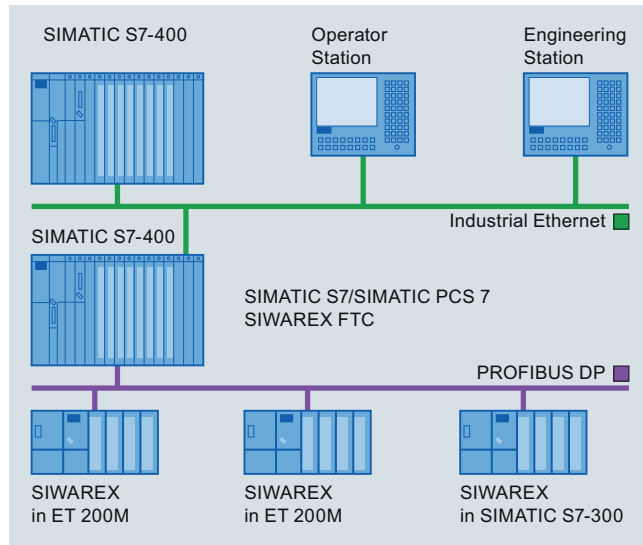 SIMATIC S7-400
Operator
Station
Engineering
Station
Industrial Ethernet
SIMATIC S7-400
SIMATIC S7/SIMATIC PCS 7
SIWAREX FTC
PROFIBUS DP
SIWAREX
in ET 200M
SIWAREX
in ET 200M
SIWAREX
in SIMATIC S7-300